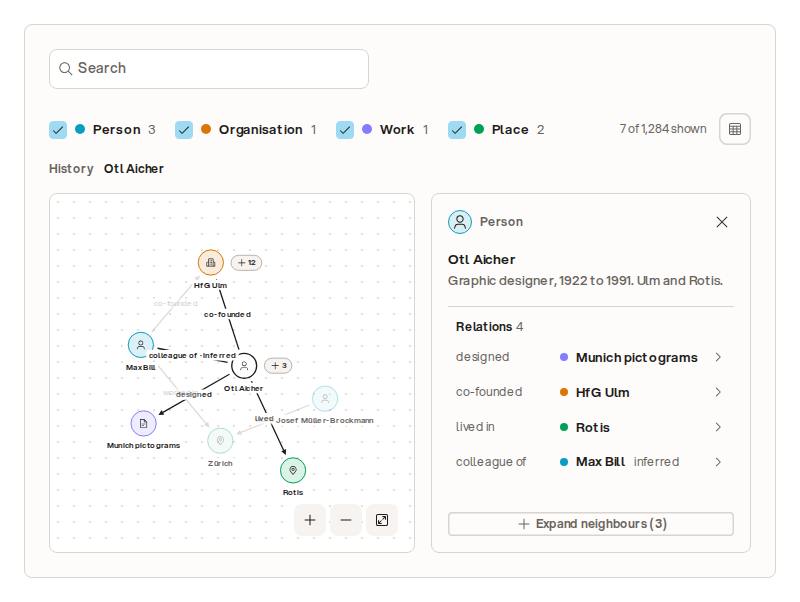 Search
Person 3
Organisation 1
Work 1
Place 2
7 of 1,284 shown
History Otl Aicher
+ 12
HfG Ulm
co-founded
co-founded
Max Bill
colleague of · inferred
+ 3
Otl Aicher
designed
Munich pictograms
Zürich
lived
Josef Müller-Brockmann
Rotis
Person
Otl Aicher
Graphic designer, 1922 to 1991. Ulm and Rotis.
Relations 4
designed Munich pictograms
co-founded HfG Ulm
lived in Rotis
colleague of Max Bill inferred
Expand neighbours (3)